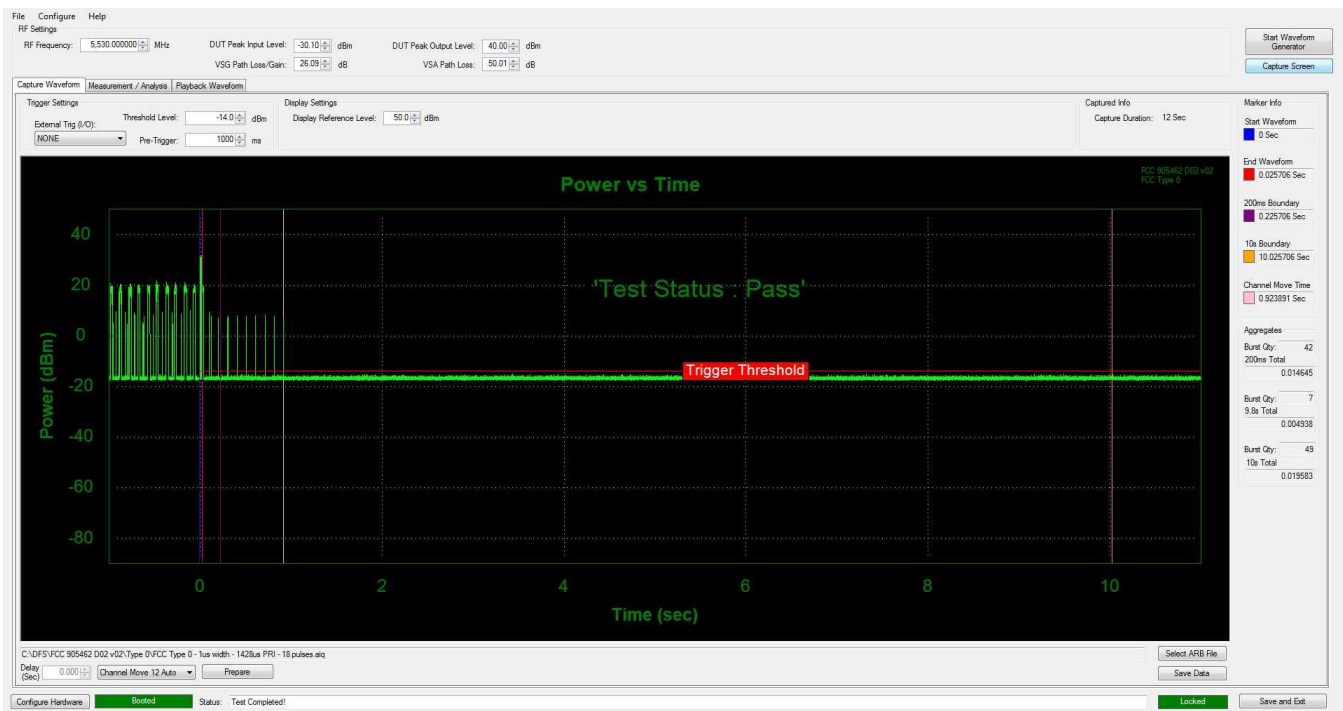 File Configure Help
RF Settings
RF Frequency: 5,530.000000 MHz DUT Peak Input Level: -30.10 dBm DUT Peak Output Level: 40.00 dBm
VSG Path Loss/Gain: 26.09 dB VSA Path Loss: 50.01 dB
Start Waveform Generator
Capture Screen
Capture Waveform Measurement / Analysis Playback Waveform
Trigger Settings
External Trig (I/O): Threshold Level: -14.0 dBm
NONE Pre-Trigger: 1000 ms
Display Settings
Display Reference Level: 50.0 dBm
Captured Info
Capture Duration: 12 Sec
Marker Info
Start Waveform
0 Sec
End Waveform
0.025706 Sec
200ms Boundary
0.225706 Sec
10s Boundary
10.025706 Sec
Channel Move Time
0.923891 Sec
Aggregates
Burst Qty: 42
200ms Total
0.014645
Burst Qty: 7
9.8s Total
0.004938
Burst Qty: 49
10s Total
0.019583
Power vs Time
FCC 905462 D02 v02
FCC Type 0
'Test Status : Pass'
Trigger Threshold
Power (dBm)
40
20
0
-20
-40
-60
-80
0 2 4 6 8 10
Time (sec)
C:\DFS\FCC 905462 D02 v02\Type 0\FCC Type 0 - 1us width - 1428us PRI - 18 pulses.aiq
Select ARB File
Delay (Sec) 0.000 Channel Move 12 Auto Prepare
Save Data
Configure Hardware Booted Status: Test Completed! Locked Save and Exit